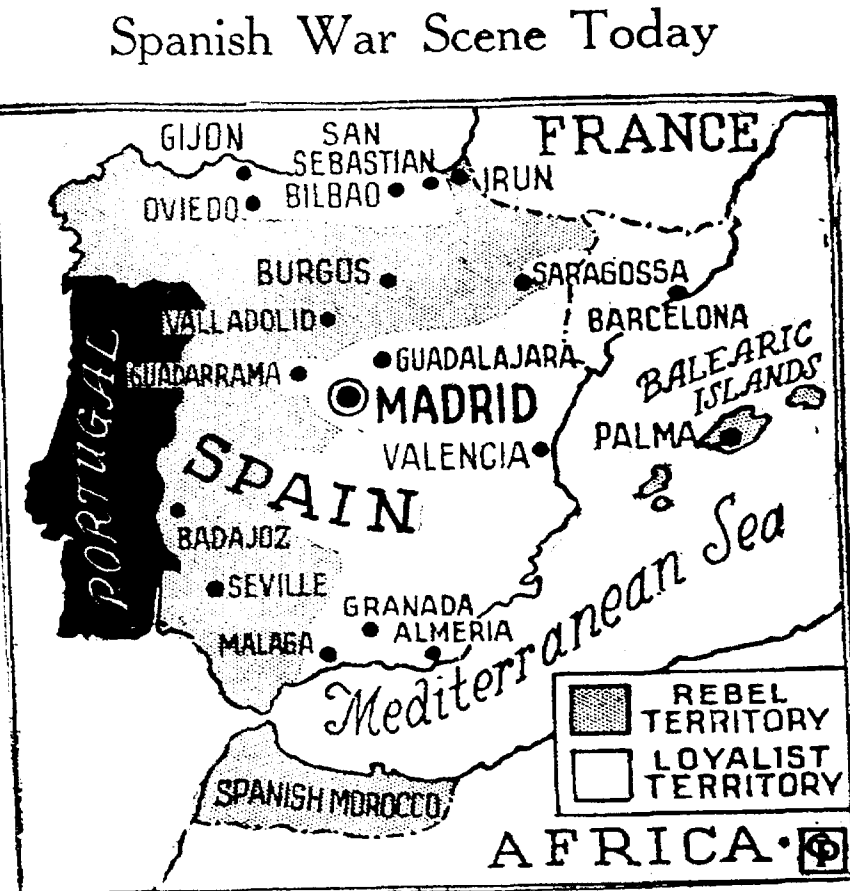 Spanish War Scene Today
FRANCE
GIJON
SAN
SEBASTIAN
IRUN
OVIEDO
BILBAO
BURGOS
SARAGOSSA
VALLADOLID
BARCELONA
GUADARRAMA
GUADALAJARA
BALEARIC
ISLANDS
MADRID
PALMA
VALENCIA
PORTUGAL
SPAIN
BADAJOZ
SEVILLE
GRANADA
MALAGA
ALMERIA
Mediterranean Sea
REBEL
TERRITORY
LOYALIST
TERRITORY
SPANISH MOROCCO
AFRICA
CP